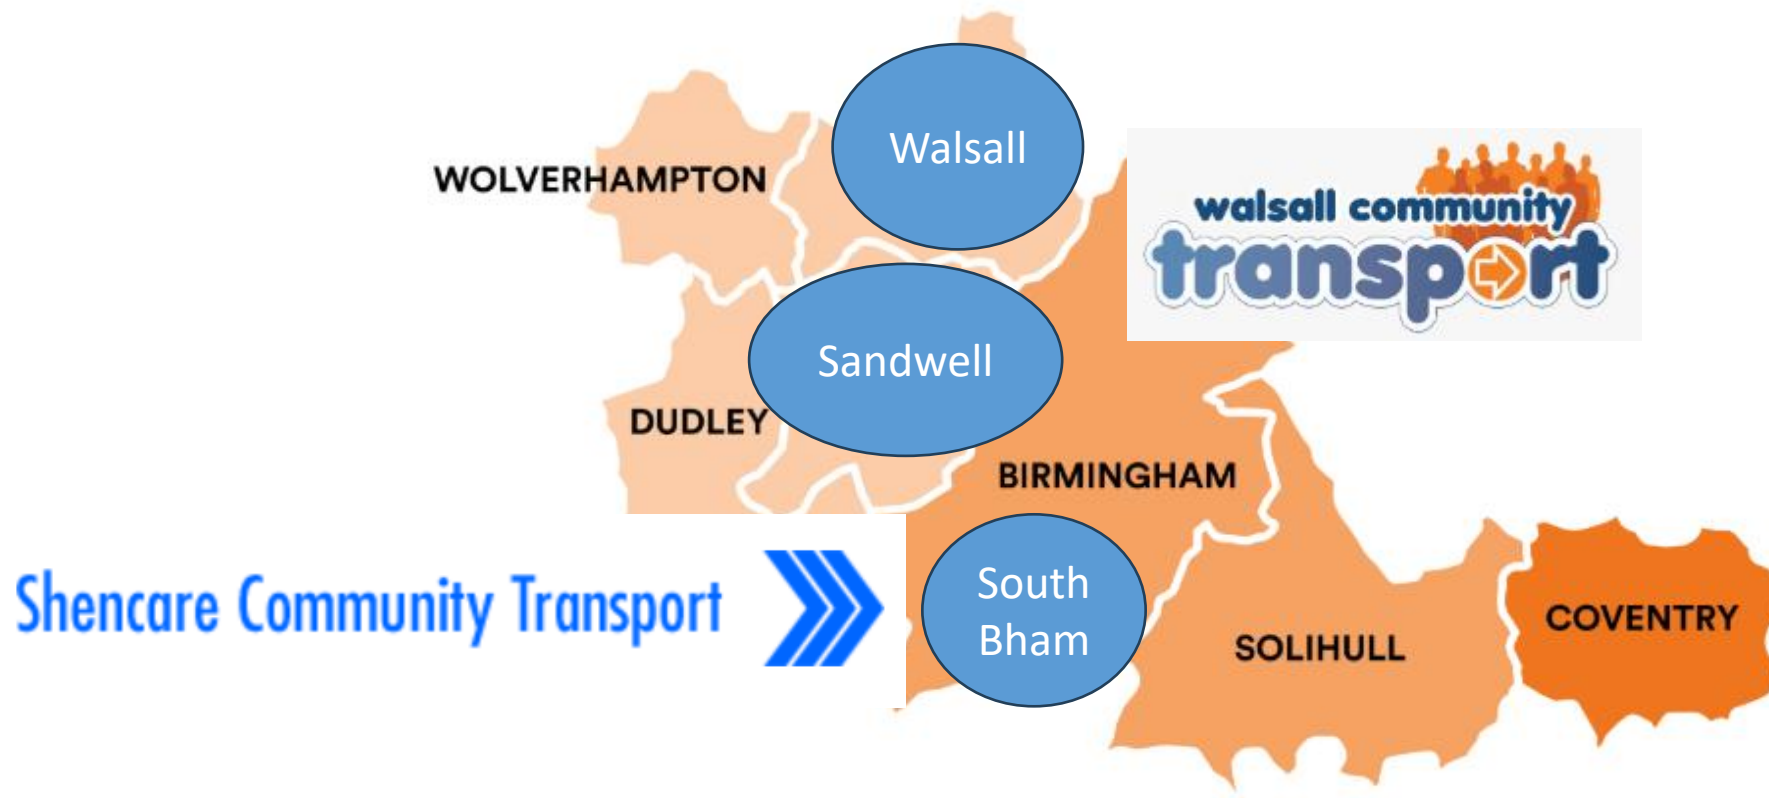 Walsall
WOLVERHAMPTON
walsall community
transport
Sandwell
DUDLEY
BIRMINGHAM
Shencare Community Transport
South
Bham
SOLIHULL
COVENTRY